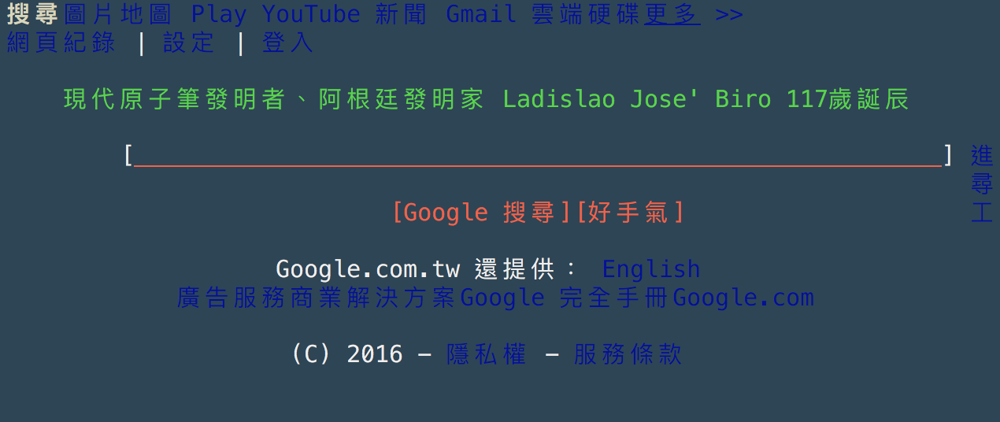 搜尋圖片地圖 Play YouTube 新聞 Gmail 雲端硬碟更多 >>
網頁紀錄 | 設定 | 登入
現代原子筆發明者、阿根廷發明家 Ladislao Jose' Biro 117歲誕辰
[ ] 進
尋
[Google 搜尋][好手氣] 工
Google.com.tw 還提供： English
廣告服務商業解決方案Google 完全手冊Google.com
(C) 2016 - 隱私權 - 服務條款